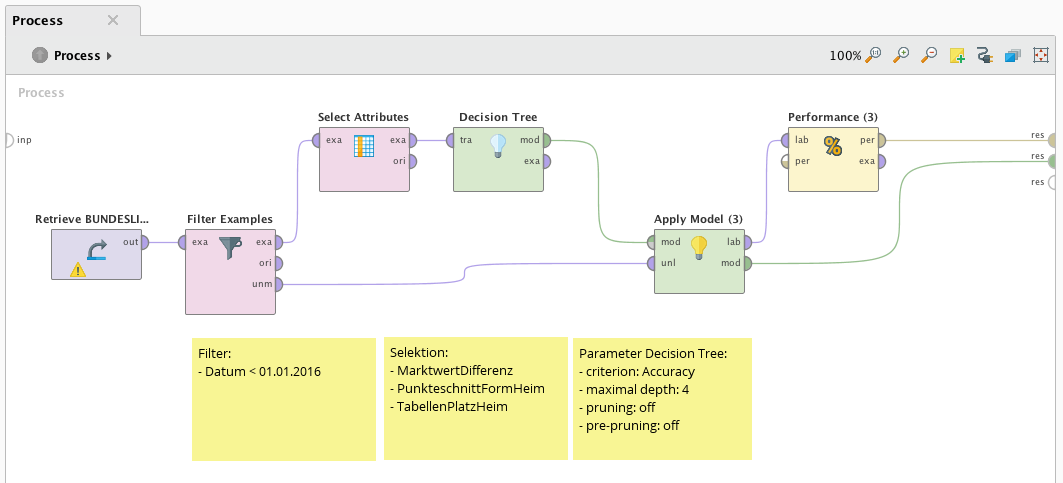 Process
Process
100%
Process
inp
Select Attributes
exa
exa
ori
Decision Tree
tra
mod
exa
Performance (3)
lab
per
per
exa
res
res
res
Retrieve BUNDESLI...
out
Filter Examples
exa
exa
ori
unm
Apply Model (3)
mod
lab
unl
mod
Filter:
- Datum < 01.01.2016
Selektion:
- MarktwertDifferenz
- PunkteschnittFormHeim
- TabellenPlatzHeim
Parameter Decision Tree:
- criterion: Accuracy
- maximal depth: 4
- pruning: off
- pre-pruning: off